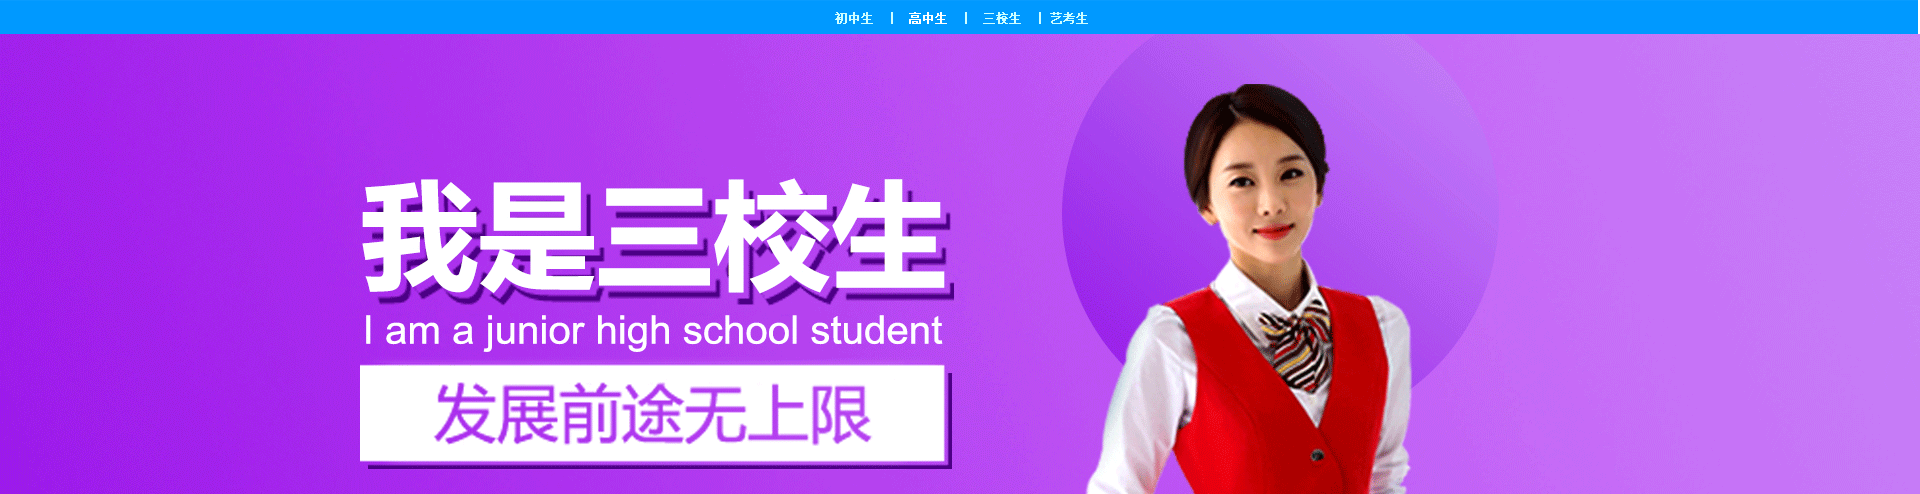 初中生 | 高中生 | 三校生 | 艺考生
我是三校生
I am a junior high school student
发展前途无上限